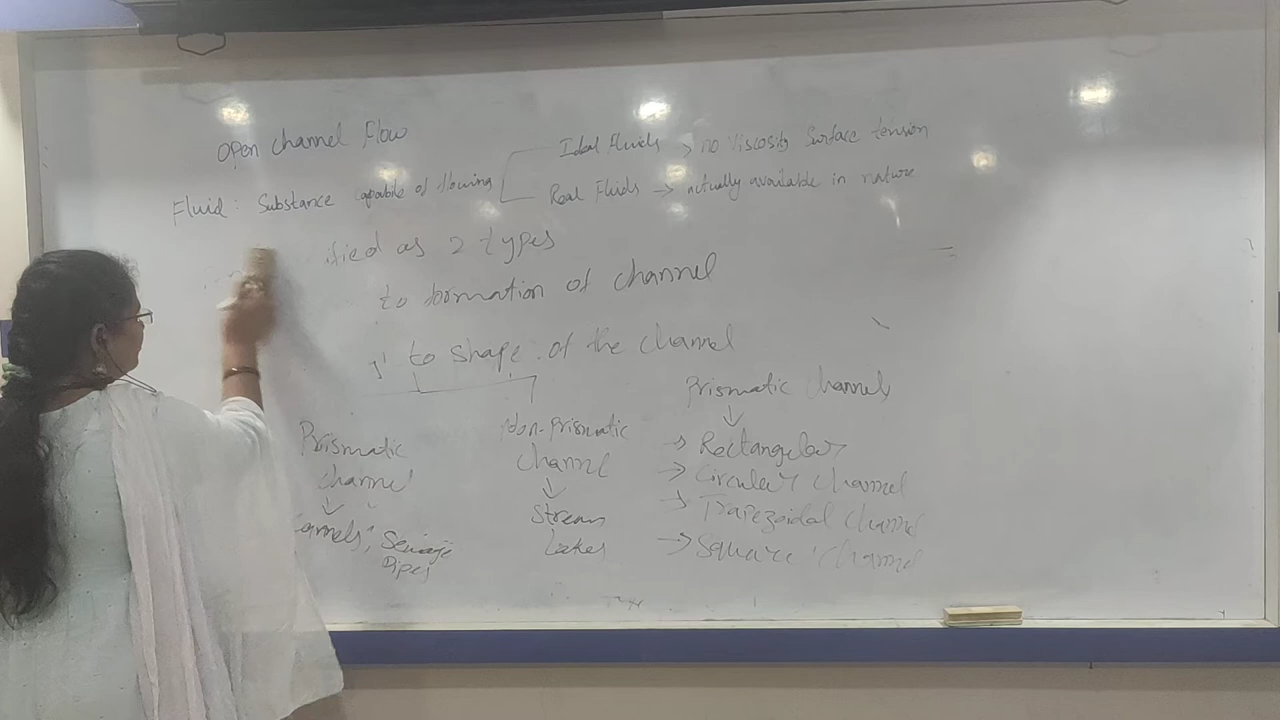 Open channel Flow
Fluid: Substance capable of flowing
Ideal Fluids → no Viscosity Surface tension
Real Fluids → actually available in nature
ified as 2 types
to formation of channel
to shape of the channel
Prismatic channel
↓
Sewage Pipes
Non-prismatic channel
↓
Stream
Lakes
Prismatic channel
↓
→ Rectangular
→ Circular channel
→ Trapezoidal channel
→ Square channel